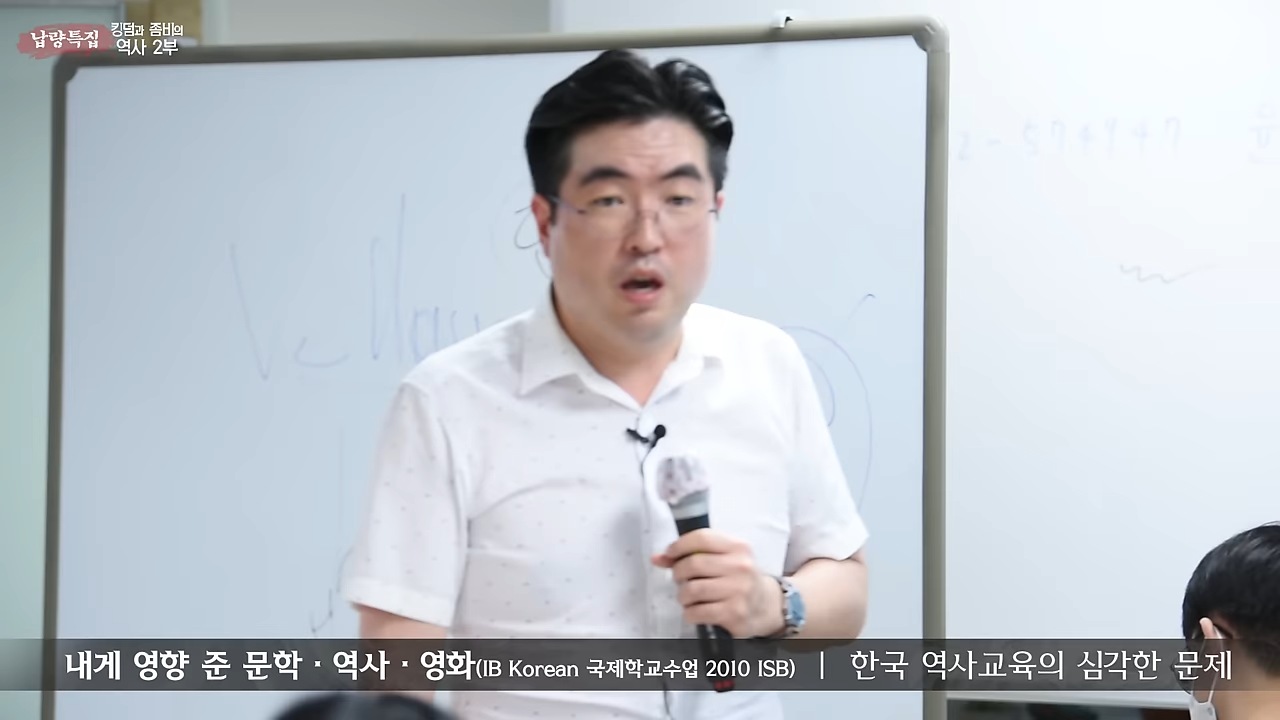 납량특집
킹덤과 좀비의
역사 2부
내게 영향 준 문학·역사·영화(IB Korean 국제학교수업 2010 ISB) | 한국 역사교육의 심각한 문제